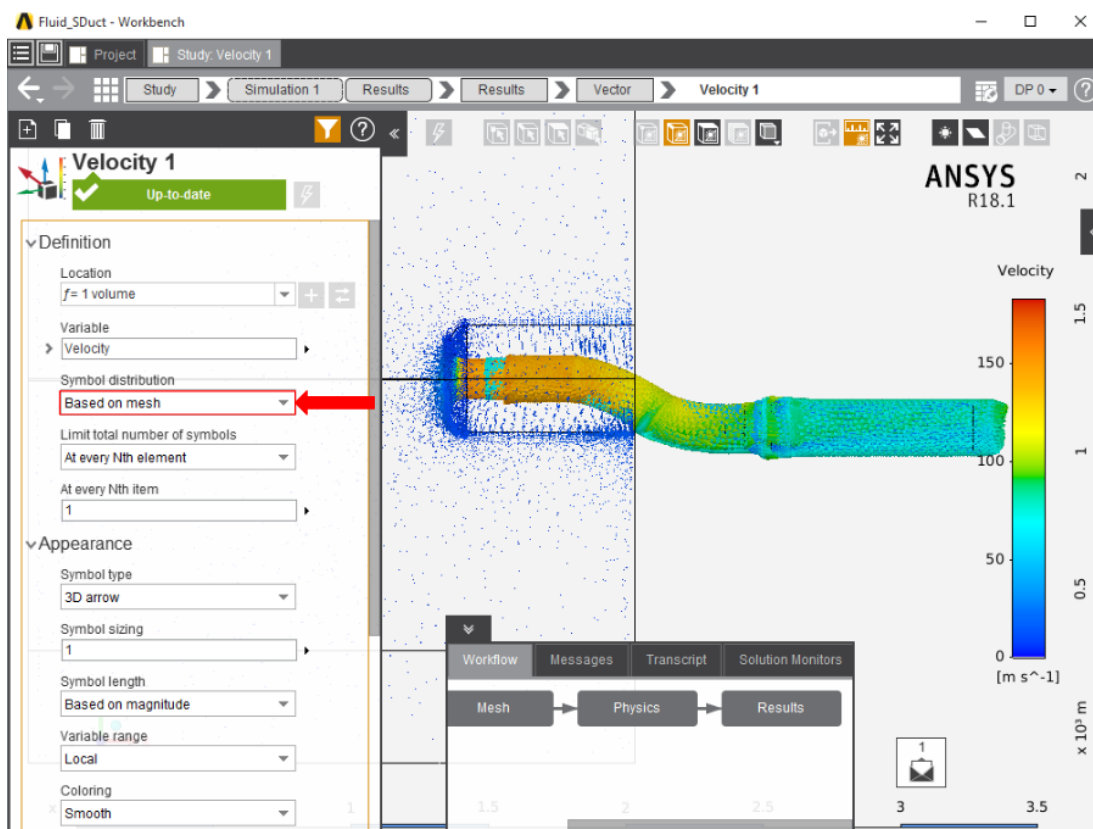 Fluid_SDuct - Workbench
Project
Study: Velocity 1
Study
Simulation 1
Results
Results
Vector
Velocity 1
DP 0
Velocity 1
Up-to-date
Definition
Location
ƒ= 1 volume
Variable
Velocity
Symbol distribution
Based on mesh
Limit total number of symbols
At every Nth element
At every Nth item
1
Appearance
Symbol type
3D arrow
Symbol sizing
1
Symbol length
Based on magnitude
Variable range
Local
Coloring
Smooth
ANSYS
R18.1
Velocity
150
100
50
0
[m s^-1]
2
1.5
1
0.5
x 10³ m
Workflow
Messages
Transcript
Solution Monitors
Mesh
Physics
Results
1
x
1
1.5
2
2.5
3
3.5